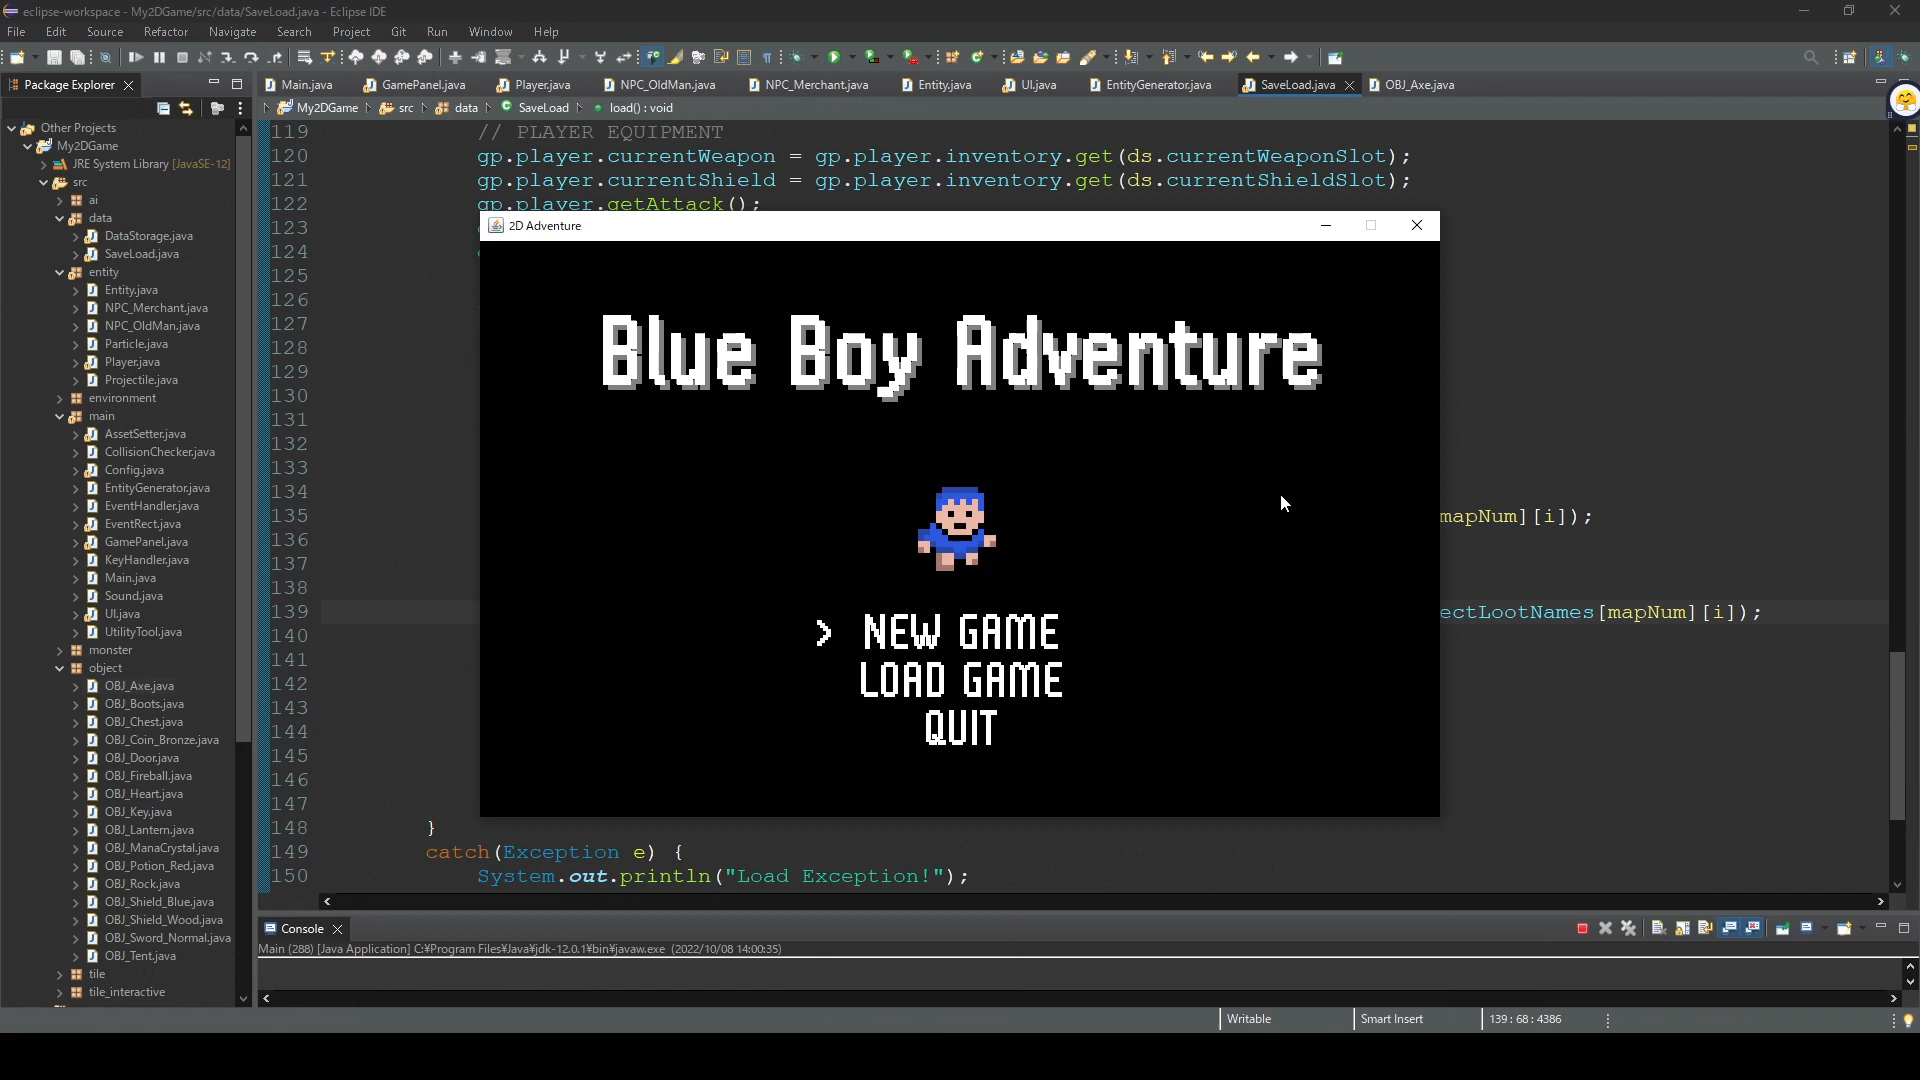 eclipse-workspace - My2DGame/src/data/SaveLoad.java - Eclipse IDE
File Edit Source Refactor Navigate Search Project Git Run Window Help
Package Explorer
Main.java GamePanel.java Player.java NPC_OldMan.java NPC_Merchant.java Entity.java UI.java EntityGenerator.java SaveLoad.java OBJ_Axe.java
My2DGame src data SaveLoad load() : void
Other Projects
My2DGame
JRE System Library [JavaSE-12]
src
ai
data
DataStorage.java
SaveLoad.java
entity
Entity.java
NPC_Merchant.java
NPC_OldMan.java
Particle.java
Player.java
Projectile.java
environment
main
AssetSetter.java
CollisionChecker.java
Config.java
EntityGenerator.java
EventHandler.java
EventRect.java
GamePanel.java
KeyHandler.java
Main.java
Sound.java
UI.java
UtilityTool.java
monster
object
OBJ_Axe.java
OBJ_Boots.java
OBJ_Chest.java
OBJ_Coin_Bronze.java
OBJ_Door.java
OBJ_Fireball.java
OBJ_Heart.java
OBJ_Key.java
OBJ_Lantern.java
OBJ_ManaCrystal.java
OBJ_Potion_Red.java
OBJ_Rock.java
OBJ_Shield_Blue.java
OBJ_Shield_Wood.java
OBJ_Sword_Normal.java
OBJ_Tent.java
tile
tile_interactive
119 // PLAYER EQUIPMENT
120 gp.player.currentWeapon = gp.player.inventory.get(ds.currentWeaponSlot);
121 gp.player.currentShield = gp.player.inventory.get(ds.currentShieldSlot);
122 gp.player.getAttack();
123
124
125
126
127
128
129
130
131
132
133
134
135 mapNum][i]);
136
137
138
139 ectLootNames[mapNum][i]);
140
141
142
143
144
145
146
147
148 }
149 catch(Exception e) {
150 System.out.println("Load Exception!");
2D Adventure
Blue Boy Adventure
> NEW GAME
LOAD GAME
QUIT
Console
Main (288) [Java Application] C:¥Program Files¥Java¥jdk-12.0.1¥bin¥javaw.exe (2022/10/08 14:00:35)
Writable Smart Insert 139 : 68 : 4386